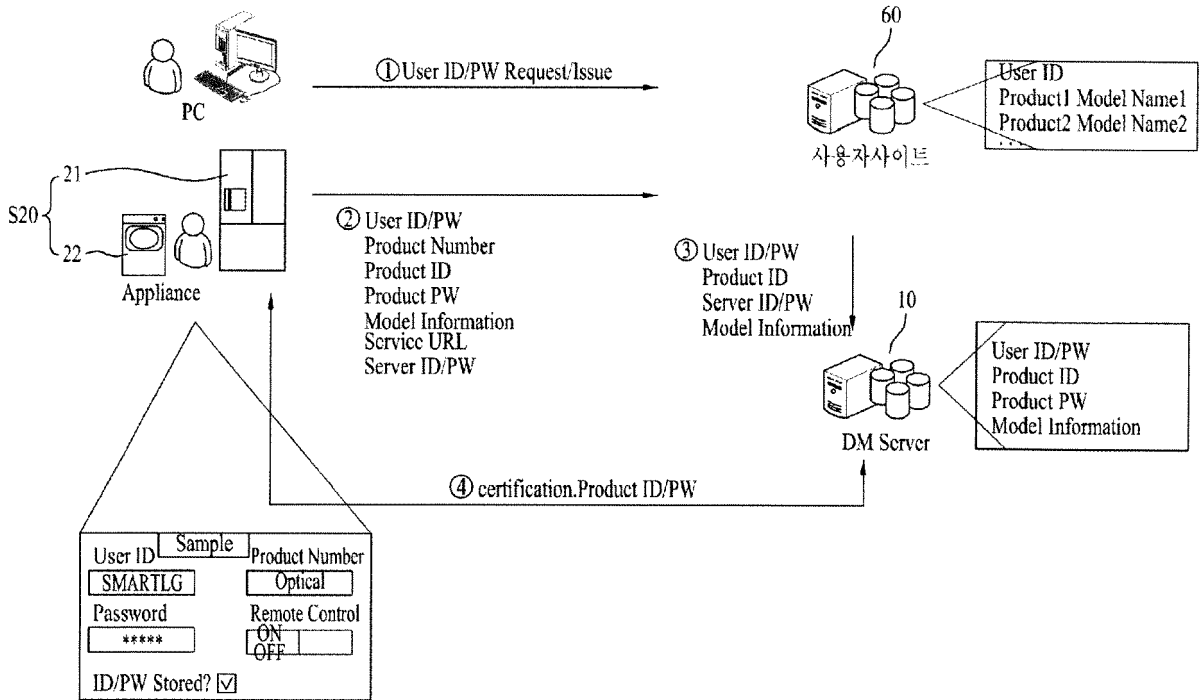 60
① User ID/PW Request/Issue
PC
User ID
Product1 Model Name1
Product2 Model Name2
....
사용자사이트
21
S20
22
Appliance
② User ID/PW
Product Number
Product ID
Product PW
Model Information
Service URL
Server ID/PW
③ User ID/PW
Product ID
Server ID/PW
Model Information
10
DM Server
User ID/PW
Product ID
Product PW
Model Information
④ certification.Product ID/PW
Sample
User ID
Product Number
SMARTLG
Optical
Password
Remote Control
*****
ON
OFF
ID/PW Stored? ☑